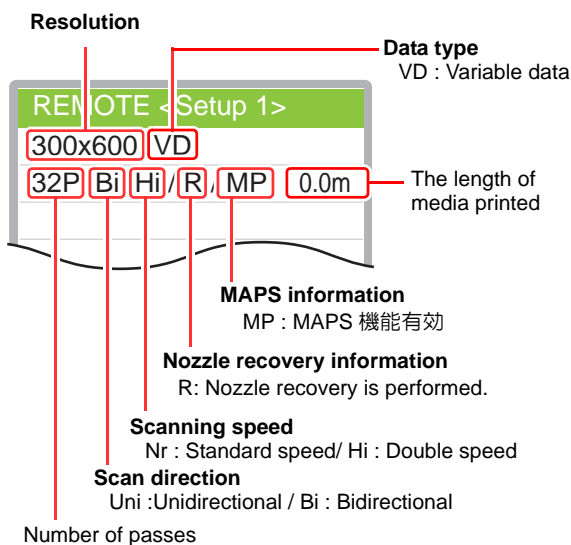 Resolution
Data type
VD : Variable data
REMOTE <Setup 1>
300x600 VD
32P Bi Hi / R / MP 0.0m
The length of
media printed
MAPS information
MP : MAPS 機能有効
Nozzle recovery information
R: Nozzle recovery is performed.
Scanning speed
Nr : Standard speed/ Hi : Double speed
Scan direction
Uni :Unidirectional / Bi : Bidirectional
Number of passes